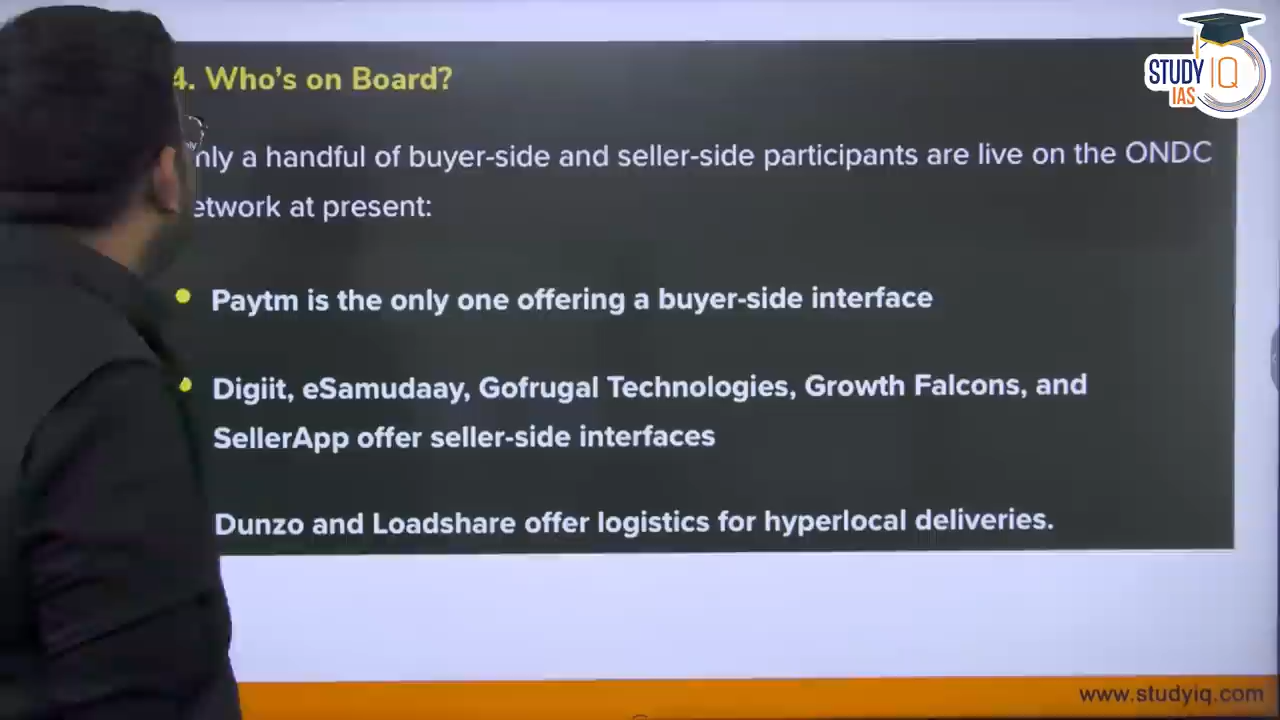 4. Who's on Board?
nly a handful of buyer-side and seller-side participants are live on the ONDC
etwork at present:
Paytm is the only one offering a buyer-side interface
Digiit, eSamudaay, Gofrugal Technologies, Growth Falcons, and
SellerApp offer seller-side interfaces
Dunzo and Loadshare offer logistics for hyperlocal deliveries.
STUDY IQ
IAS
www.studyiq.com